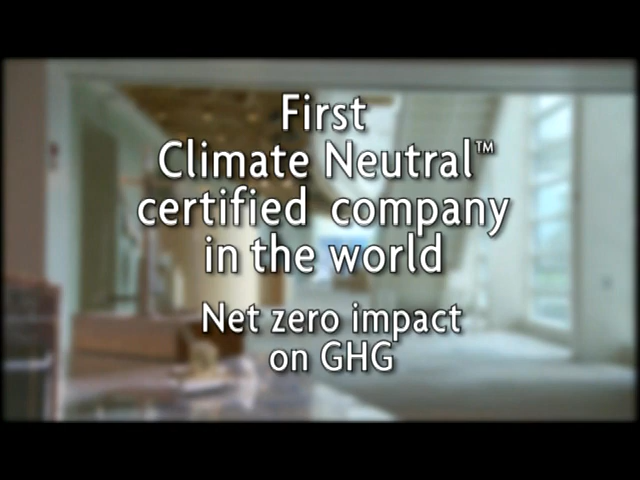 First
Climate Neutral™
certified company
in the world
Net zero impact
on GHG